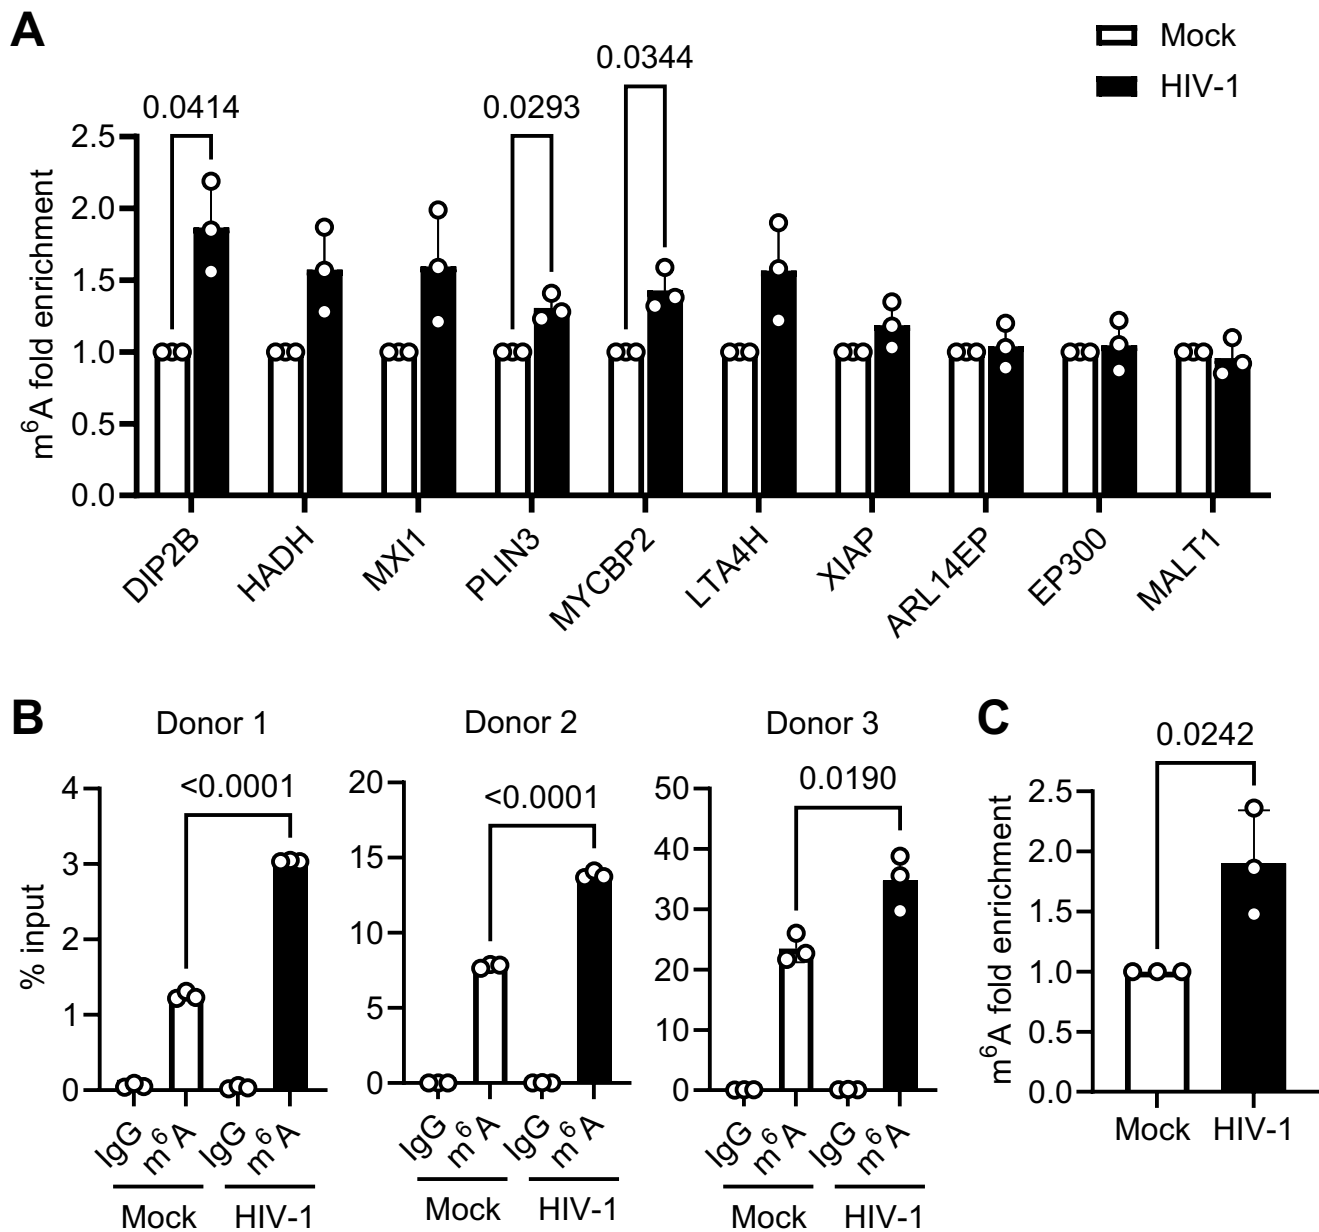 A
Mock
HIV-1
0.0414
0.0293
0.0344
m⁶A fold enrichment
2.5
2.0
1.5
1.0
0.5
0.0
DIP2B
HADH
MXI1
PLIN3
MYCBP2
LTA4H
XIAP
ARL14EP
EP300
MALT1
B
Donor 1
<0.0001
% input
4
3
2
1
0
IgG
m⁶A
IgG
m⁶A
Mock
HIV-1
Donor 2
<0.0001
20
15
10
5
0
IgG
m⁶A
IgG
m⁶A
Mock
HIV-1
Donor 3
0.0190
50
40
30
20
10
0
IgG
m⁶A
IgG
m⁶A
Mock
HIV-1
C
0.0242
m⁶A fold enrichment
2.5
2.0
1.5
1.0
0.5
0.0
Mock
HIV-1